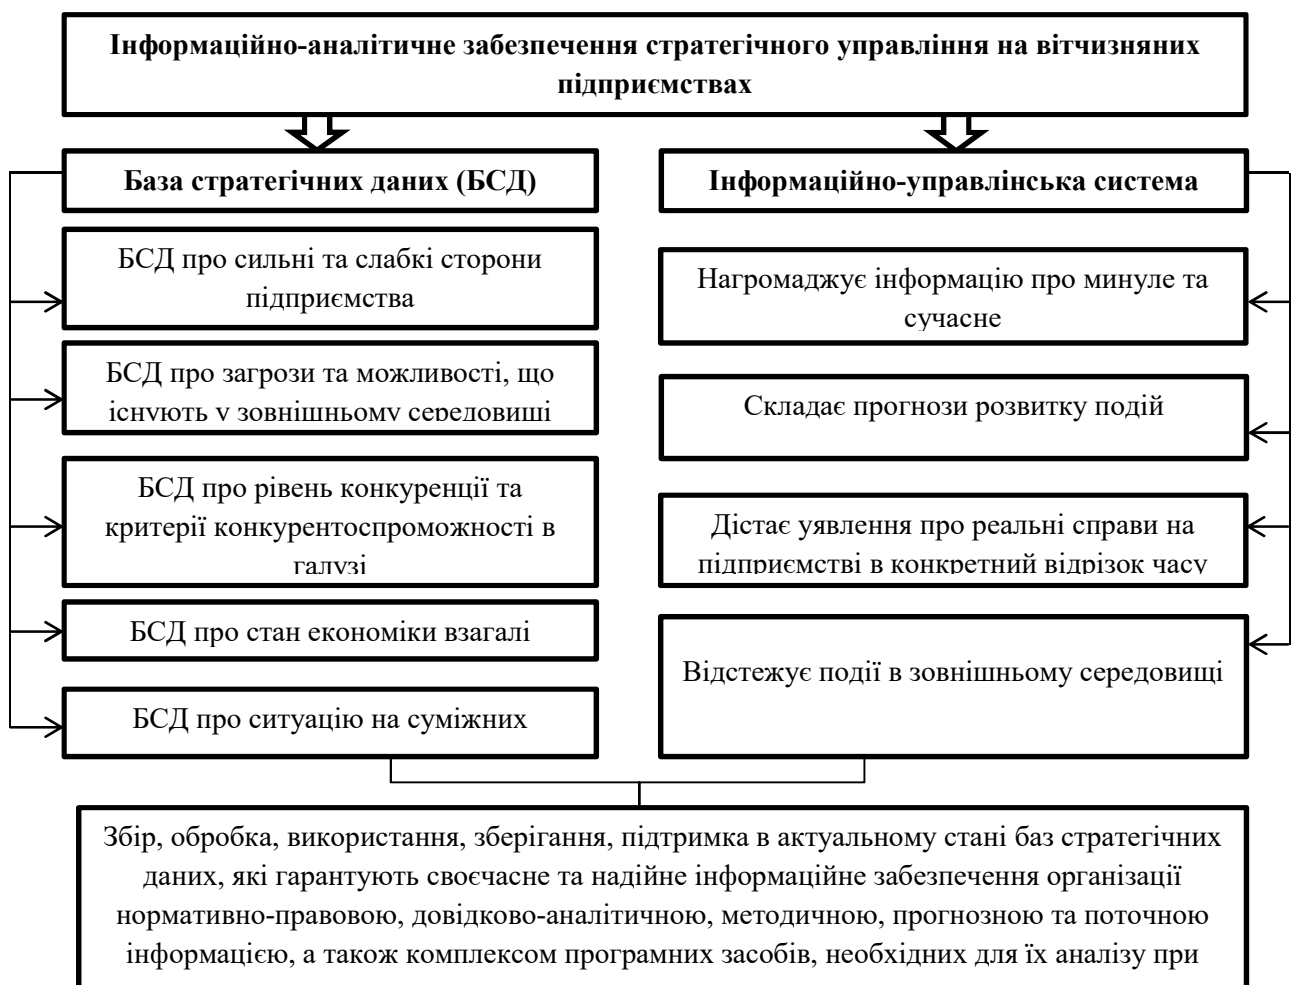 Інформаційно-аналітичне забезпечення стратегічного управління на вітчизняних
підприємствах
База стратегічних даних (БСД)
БСД про сильні та слабкі сторони
підприємства
БСД про загрози та можливості, що
існують у зовнішньому середовищі
БСД про рівень конкуренції та
критерії конкурентоспроможності в
галузі
БСД про стан економіки взагалі
БСД про ситуацію на суміжних
Інформаційно-управлінська система
Нагромаджує інформацію про минуле та
сучасне
Складає прогнози розвитку подій
Дістає уявлення про реальні справи на
підприємстві в конкретний відрізок часу
Відстежує події в зовнішньому середовищі
Збір, обробка, використання, зберігання, підтримка в актуальному стані баз стратегічних
даних, які гарантують своєчасне та надійне інформаційне забезпечення організації
нормативно-правовою, довідково-аналітичною, методичною, прогнозною та поточною
інформацією, а також комплексом програмних засобів, необхідних для їх аналізу при